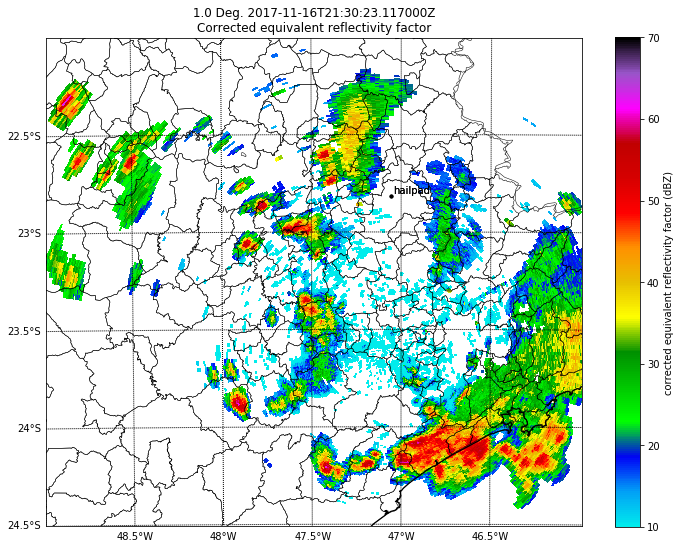 1.0 Deg. 2017-11-16T21:30:23.117000Z
Corrected equivalent reflectivity factor
22.5°S
23°S
23.5°S
24°S
24.5°S
hailpad
48.5°W
48°W
47.5°W
47°W
46.5°W
70
60
50
40
30
20
10
corrected equivalent reflectivity factor (dBZ)